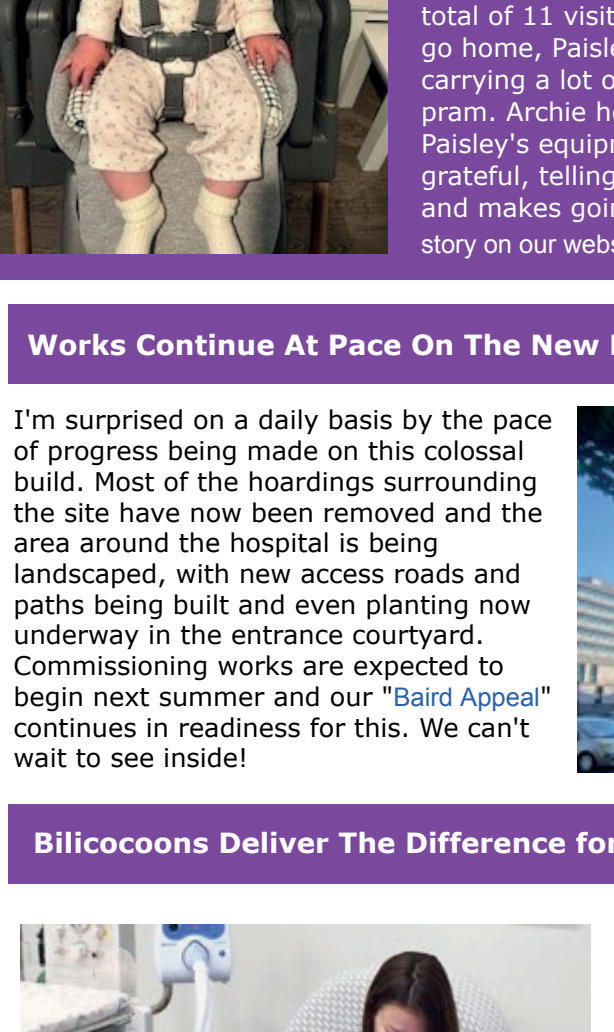 total of 11 visit
go home, Paisle
carrying a lot o
pram. Archie he
Paisley's equipr
grateful, telling
and makes goin
story on our webs
Works Continue At Pace On The New
I'm surprised on a daily basis by the pace
of progress being made on this colossal
build. Most of the hoardings surrounding
the site have now been removed and the
area around the hospital is being
landscaped, with new access roads and
paths being built and even planting now
underway in the entrance courtyard.
Commissioning works are expected to
begin next summer and our "Baird Appeal"
continues in readiness for this. We can't
wait to see inside!
Bilicocoons Deliver The Difference for